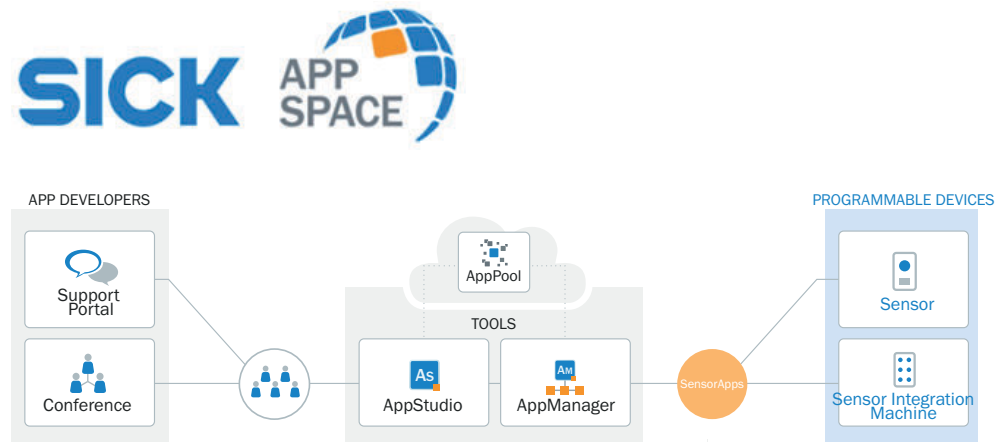 SICK
APP
SPACE
APP DEVELOPERS
PROGRAMMABLE DEVICES
Support
Portal
Conference
AppPool
TOOLS
As
AppStudio
AM
AppManager
SensorApps
Sensor
Sensor Integration
Machine